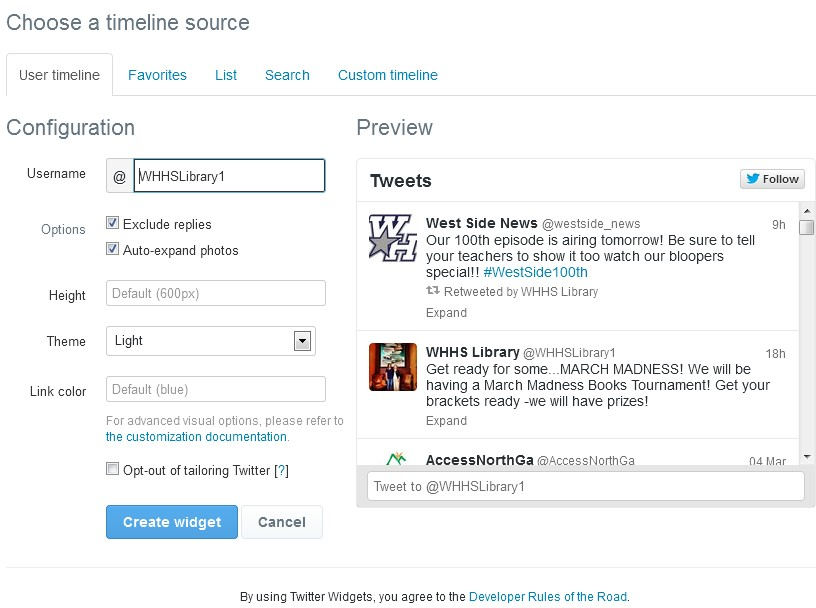 Choose a timeline source
User timeline Favorites List Search Custom timeline
Configuration
Username @ WHHSLibrary1
Options Exclude replies
Auto-expand photos
Height Default (600px)
Theme Light
Link color Default (blue)
For advanced visual options, please refer to
the customization documentation.
Opt-out of tailoring Twitter [?]
Create widget Cancel
Preview
Tweets Follow
WH
West Side News @westside_news 9h
Our 100th episode is airing tomorrow! Be sure to tell
your teachers to show it too watch our bloopers
special!! #WestSide100th
Retweeted by WHHS Library
Expand
WHHS Library @WHHSLibrary1 18h
Get ready for some...MARCH MADNESS! We will be
having a March Madness Books Tournament! Get your
brackets ready -we will have prizes!
Expand
AccessNorthGa @AccessNorthGa 04 Mar
Tweet to @WHHSLibrary1
By using Twitter Widgets, you agree to the Developer Rules of the Road.